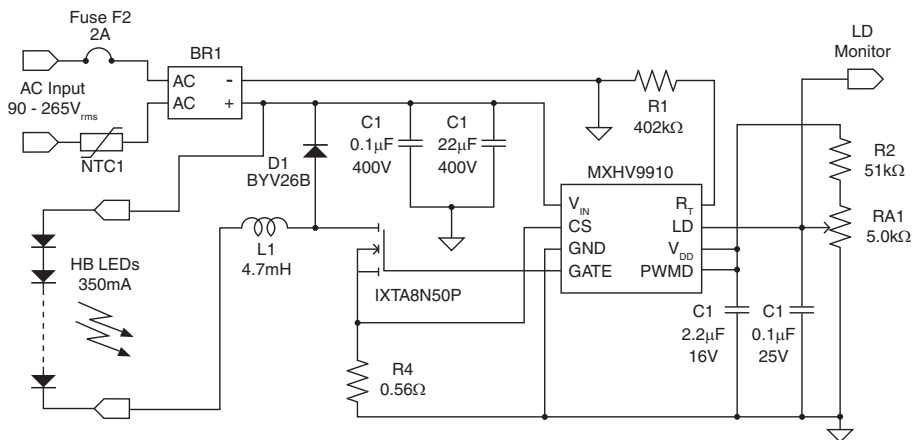 Fuse F2
2A
BR1
LD
Monitor
AC
-
AC
+
AC Input
90 - 265Vrms
NTC1
R1
402kΩ
C1
0.1µF
400V
C1
22µF
400V
D1
BYV26B
MXHV9910
R2
51kΩ
RA1
5.0kΩ
VIN
CS
GND
GATE
RT
LD
VDD
PWMD
L1
4.7mH
HB LEDs
350mA
IXTA8N50P
C1
2.2µF
16V
C1
0.1µF
25V
R4
0.56Ω